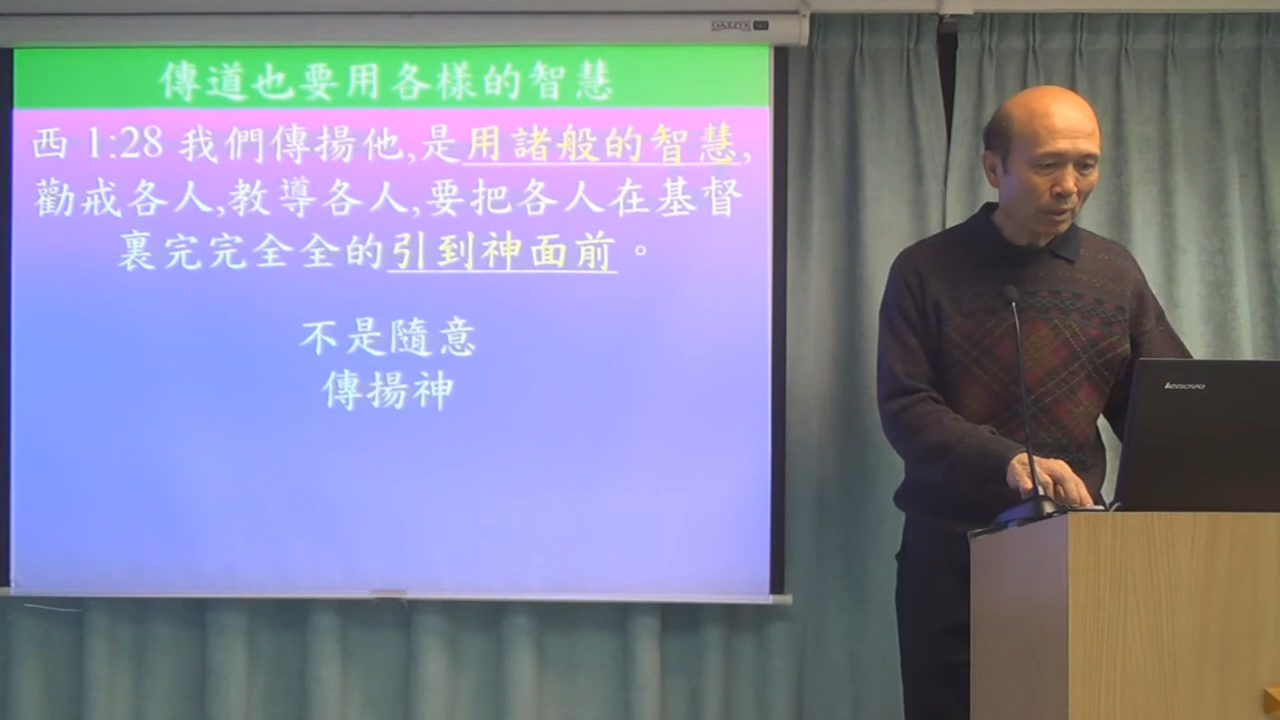 DA-LITE
傳道也要用各樣的智慧
西 1:28 我們傳揚他,是用諸般的智慧,
勸戒各人,教導各人,要把各人在基督
裏完完全全的引到神面前。
不是隨意
傳揚神
lenovo